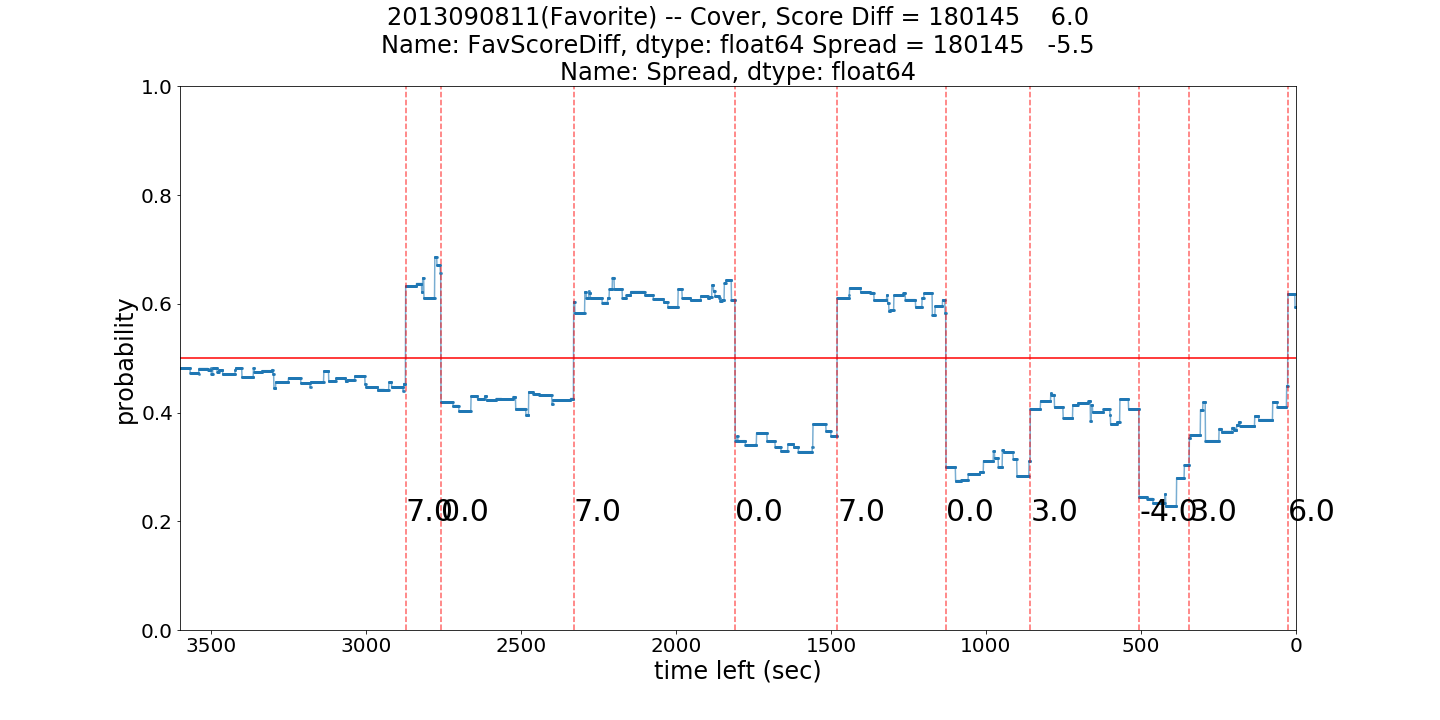 2013090811(Favorite) -- Cover, Score Diff = 180145    6.0
Name: FavScoreDiff, dtype: float64 Spread = 180145   -5.5
Name: Spread, dtype: float64
1.0
0.8
0.6
0.4
0.2
0.0
probability
7.0 0.0 7.0 0.0 7.0 0.0 3.0 -4.0 3.0 6.0
3500 3000 2500 2000 1500 1000 500 0
time left (sec)